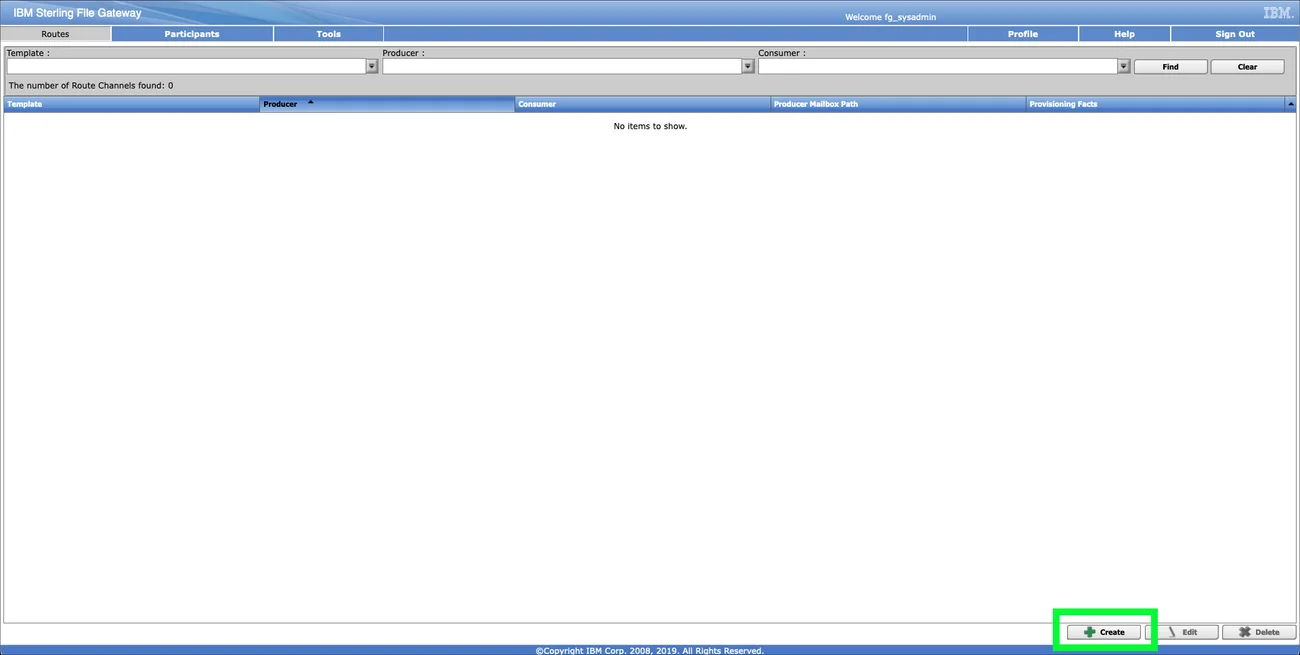 IBM Sterling File Gateway
Welcome fg_sysadmin
IBM.
Routes Participants Tools Profile Help Sign Out
Template : Producer : Consumer :
Find Clear
The number of Route Channels found: 0
Template Producer Consumer Producer Mailbox Path Provisioning Facts
No items to show.
Create Edit Delete
©Copyright IBM Corp. 2008, 2019. All Rights Reserved.